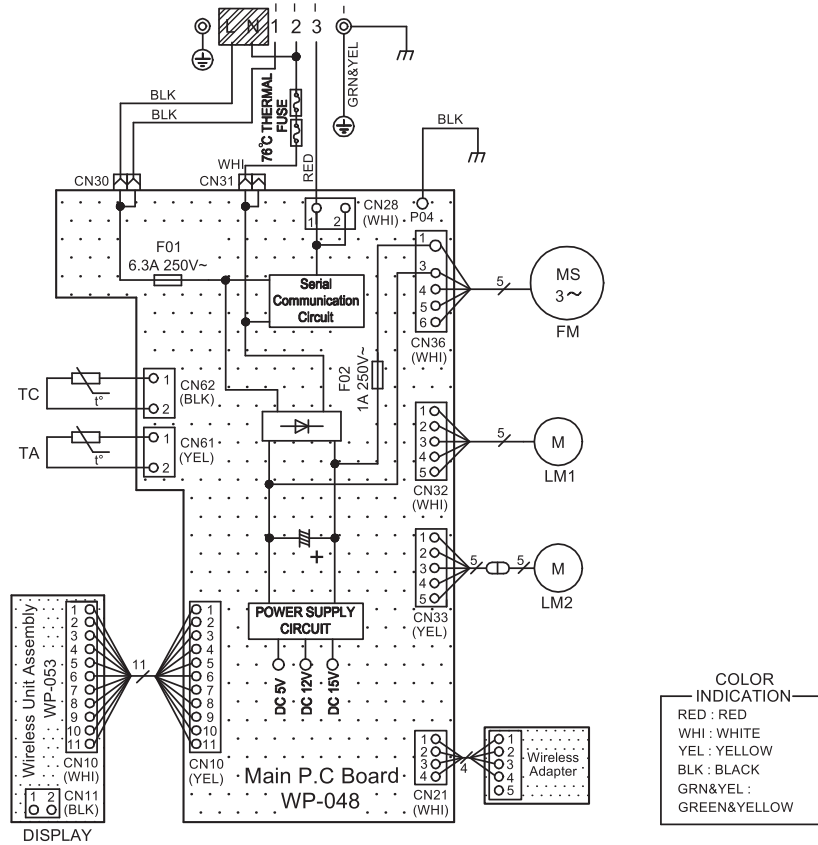 L N 1 2 3
BLK
BLK
76°C THERMAL
FUSE
WHI
RED
GRN&YEL
BLK
CN30
CN31
CN28
(WHI)
1 2
P04
F01
6.3A 250V~
Serial
Communication
Circuit
1
3
4
5
6
CN36
(WHI)
5
MS
3~
FM
F02
1A 250V~
TC
t°
1
2
CN62
(BLK)
TA
t°
1
2
CN61
(YEL)
1
2
3
4
5
CN32
(WHI)
5
M
LM1
+
1
2
3
4
5
CN33
(YEL)
5
5
M
LM2
POWER SUPPLY
CIRCUIT
DC 5V
DC 12V
DC 15V
Wireless Unit Assembly
WP-053
1
2
3
4
5
6
7
8
9
10
11
CN10
(WHI)
1 2
CN11
(BLK)
DISPLAY
11
1
2
3
4
5
6
7
8
9
10
11
CN10
(YEL)
Main P.C Board
WP-048
1
2
3
4
CN21
(WHI)
4
1
2
3
4
5
Wireless
Adapter
COLOR
INDICATION
RED : RED
WHI : WHITE
YEL : YELLOW
BLK : BLACK
GRN&YEL :
GREEN&YELLOW